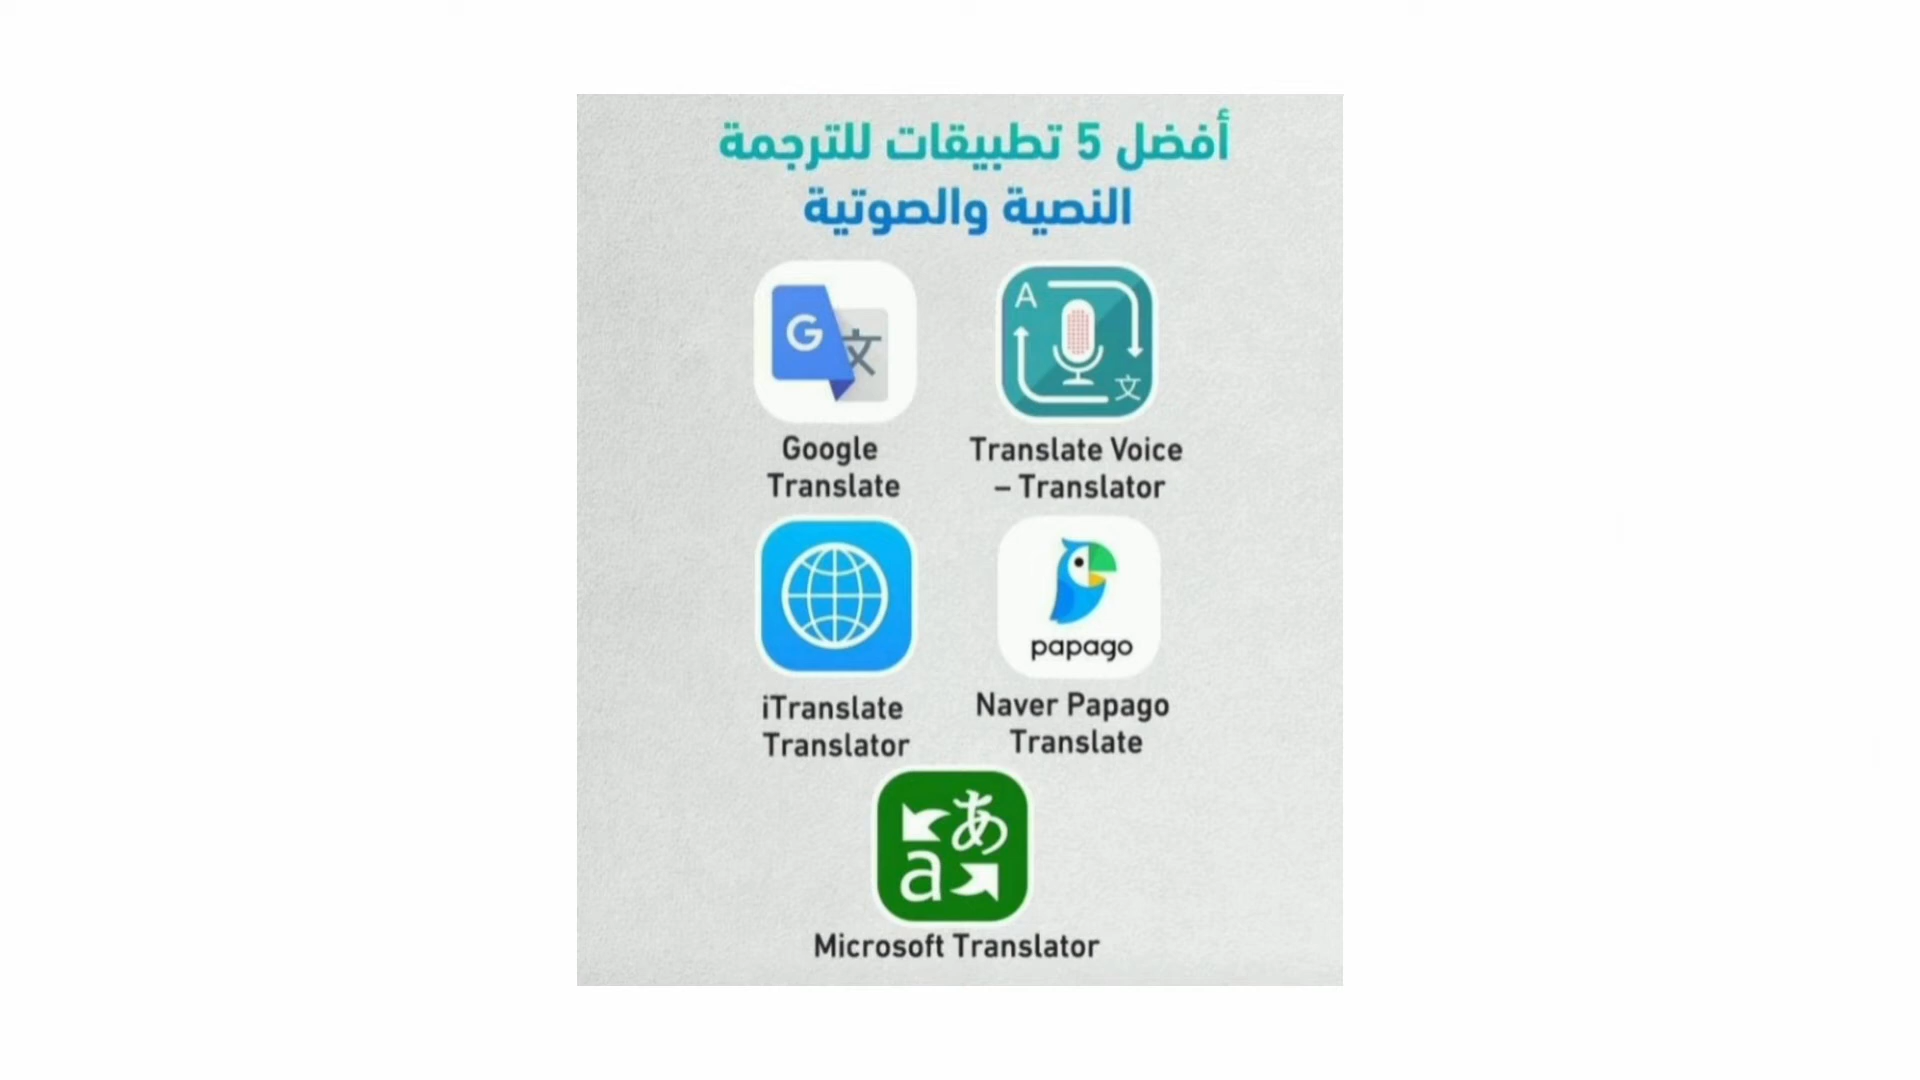 أفضل 5 تطبيقات للترجمة
النصية والصوتية
G 文
A
文
Google
Translate
Translate Voice
– Translator
papago
iTranslate
Translator
Naver Papago
Translate
あ
a
Microsoft Translator